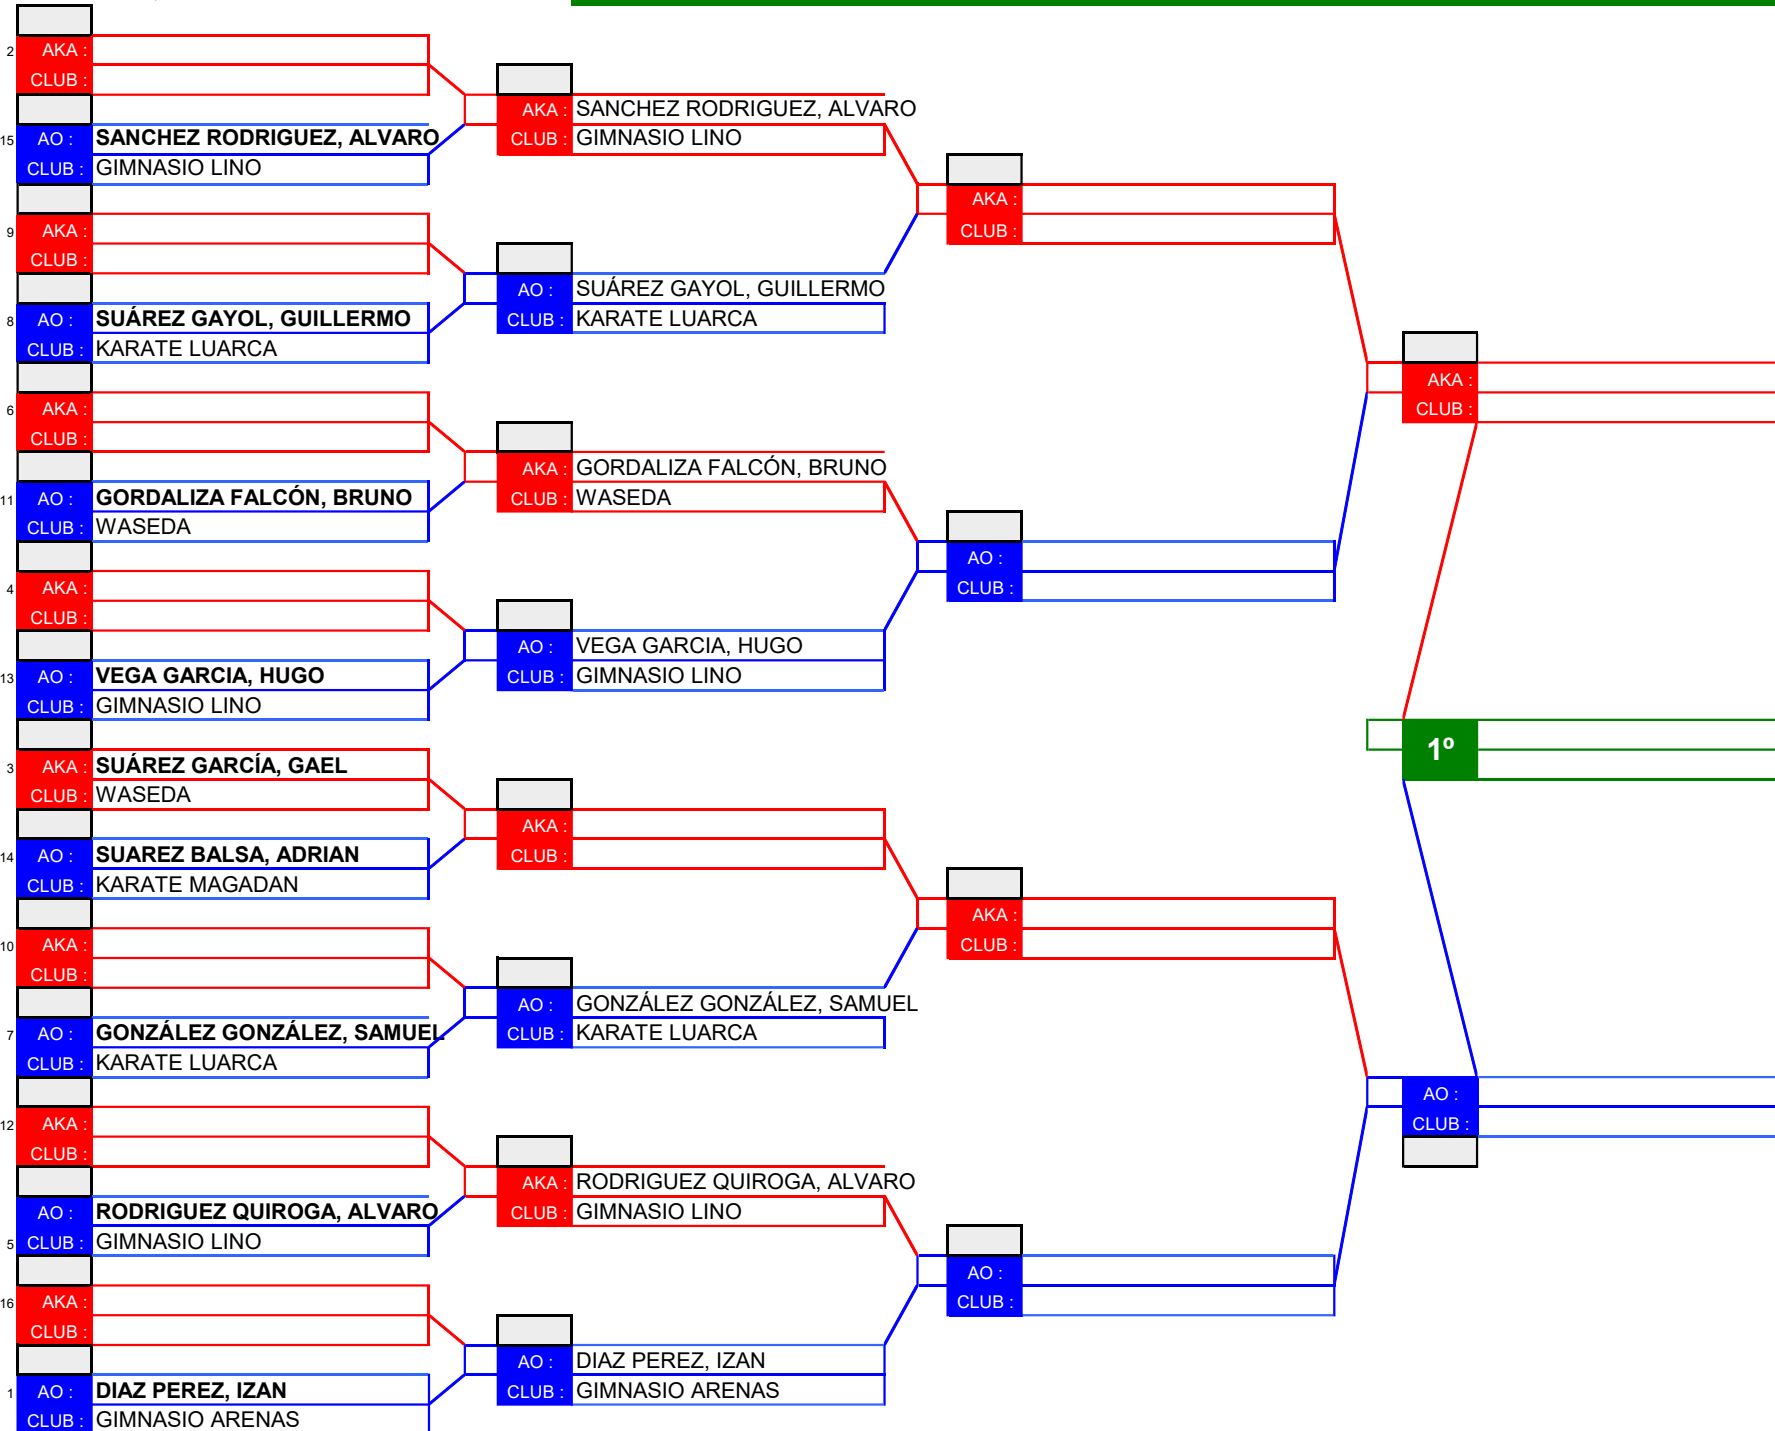 2 AKA :
CLUB :
15 AO : SANCHEZ RODRIGUEZ, ALVARO
CLUB : GIMNASIO LINO
9 AKA :
CLUB :
8 AO : SUÁREZ GAYOL, GUILLERMO
CLUB : KARATE LUARCA
6 AKA :
CLUB :
11 AO : GORDALIZA FALCÓN, BRUNO
CLUB : WASEDA
4 AKA :
CLUB :
13 AO : VEGA GARCIA, HUGO
CLUB : GIMNASIO LINO
3 AKA : SUÁREZ GARCÍA, GAEL
CLUB : WASEDA
14 AO : SUAREZ BALSA, ADRIAN
CLUB : KARATE MAGADAN
10 AKA :
CLUB :
7 AO : GONZÁLEZ GONZÁLEZ, SAMUEL
CLUB : KARATE LUARCA
12 AKA :
CLUB :
AO : RODRIGUEZ QUIROGA, ALVARO
5 CLUB : GIMNASIO LINO
16 AKA :
CLUB :
1 AO : DIAZ PEREZ, IZAN
CLUB : GIMNASIO ARENAS
AKA : SANCHEZ RODRIGUEZ, ALVARO
CLUB : GIMNASIO LINO
AO : SUÁREZ GAYOL, GUILLERMO
CLUB : KARATE LUARCA
AKA : GORDALIZA FALCÓN, BRUNO
CLUB : WASEDA
AO : VEGA GARCIA, HUGO
CLUB : GIMNASIO LINO
AKA :
CLUB :
AO : GONZÁLEZ GONZÁLEZ, SAMUEL
CLUB : KARATE LUARCA
AKA : RODRIGUEZ QUIROGA, ALVARO
CLUB : GIMNASIO LINO
AO : DIAZ PEREZ, IZAN
CLUB : GIMNASIO ARENAS
AKA :
CLUB :
AO :
CLUB :
AKA :
CLUB :
AO :
CLUB :
AKA :
CLUB :
1º
AO :
CLUB :